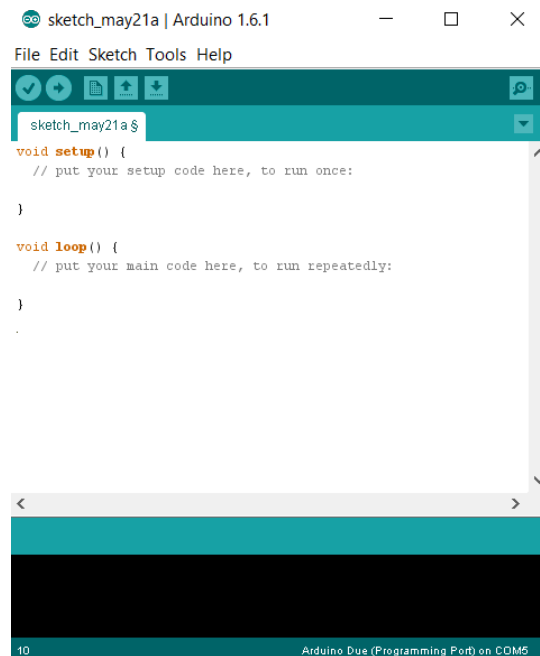 sketch_may21a | Arduino 1.6.1
File Edit Sketch Tools Help
sketch_may21a §
void setup() {
  // put your setup code here, to run once:
}
void loop() {
  // put your main code here, to run repeatedly:
}
.
10 Arduino Due (Programming Port) on COM5